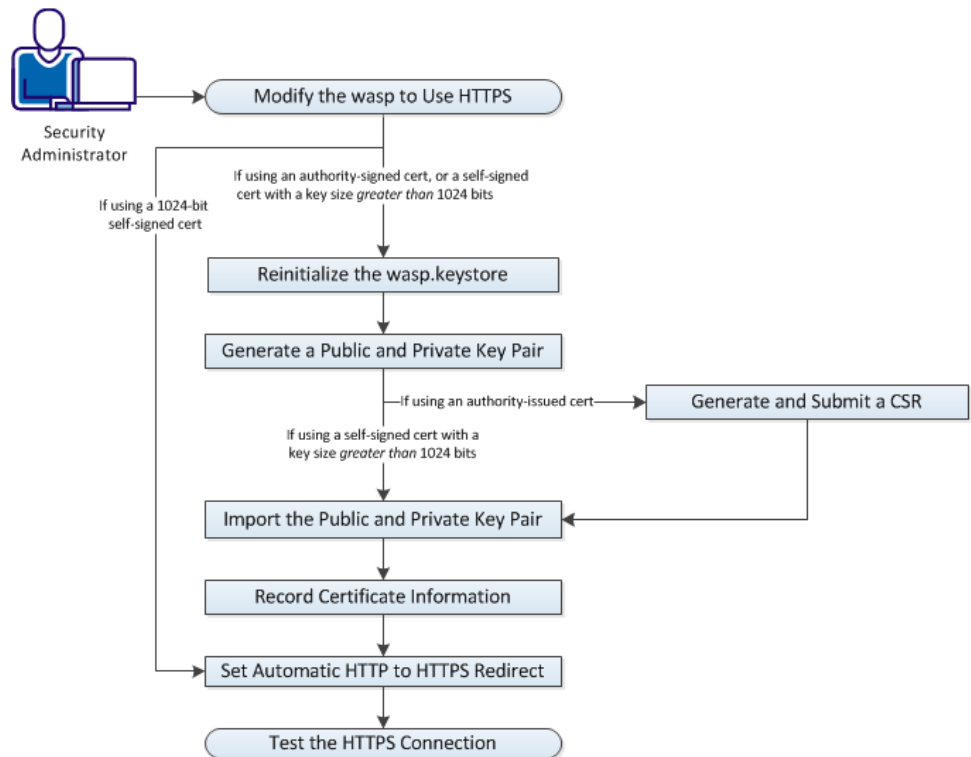 Modify the wasp to Use HTTPS
Security
Administrator
If using an authority-signed cert, or a self-signed
cert with a key size greater than 1024 bits
If using a 1024-bit
self-signed cert
Reinitialize the wasp.keystore
Generate a Public and Private Key Pair
If using an authority-issued cert
Generate and Submit a CSR
If using a self-signed cert with a
key size greater than 1024 bits
Import the Public and Private Key Pair
Record Certificate Information
Set Automatic HTTP to HTTPS Redirect
Test the HTTPS Connection